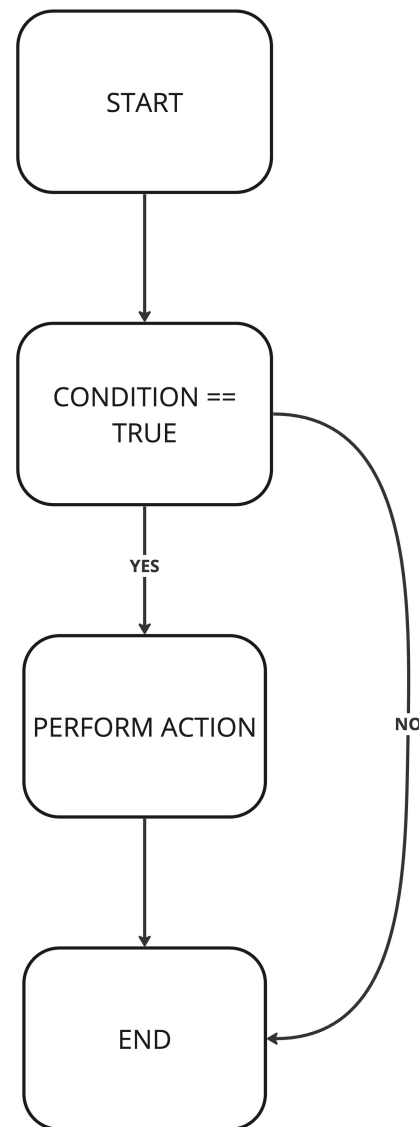 START
CONDITION ==
TRUE
YES
PERFORM ACTION
NO
END